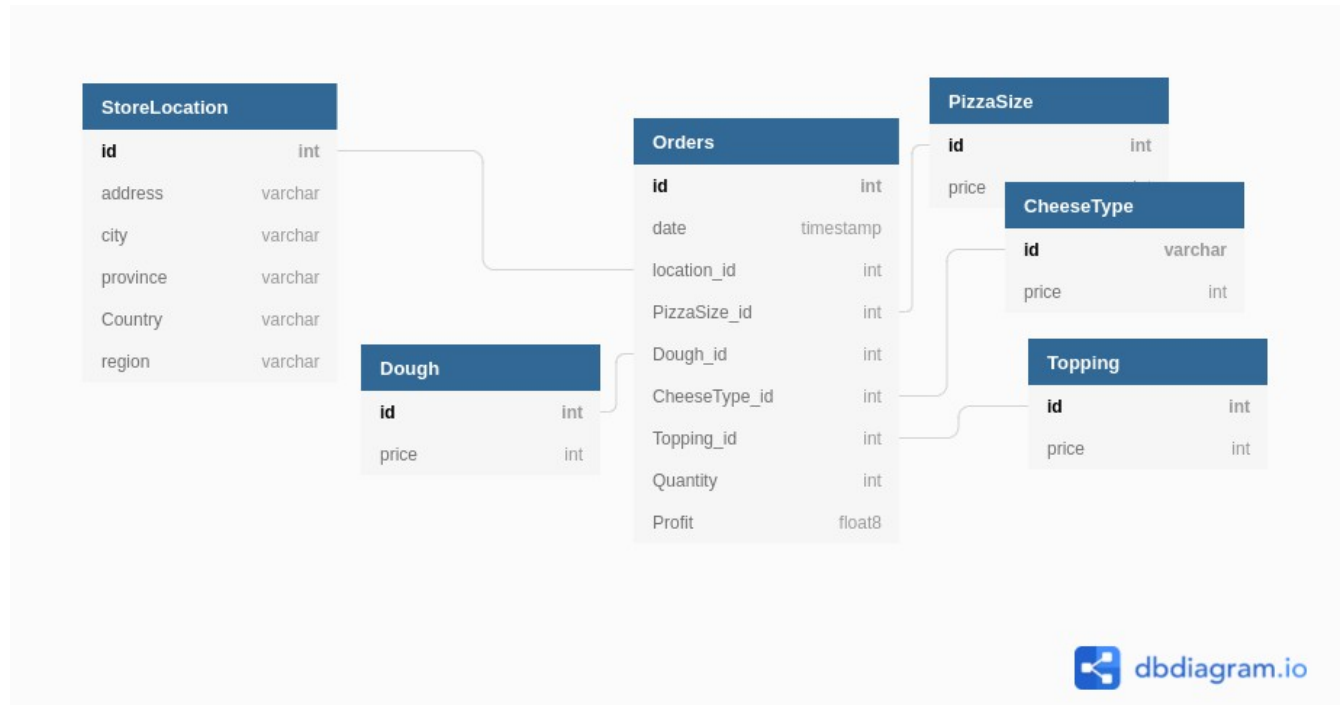 StoreLocation
id int
address varchar
city varchar
province varchar
Country varchar
region varchar
Dough
id int
price int
Orders
id int
date timestamp
location_id int
PizzaSize_id int
Dough_id int
CheeseType_id int
Topping_id int
Quantity int
Profit float8
PizzaSize
id int
price
CheeseType
id varchar
price int
Topping
id int
price int
dbdiagram.io